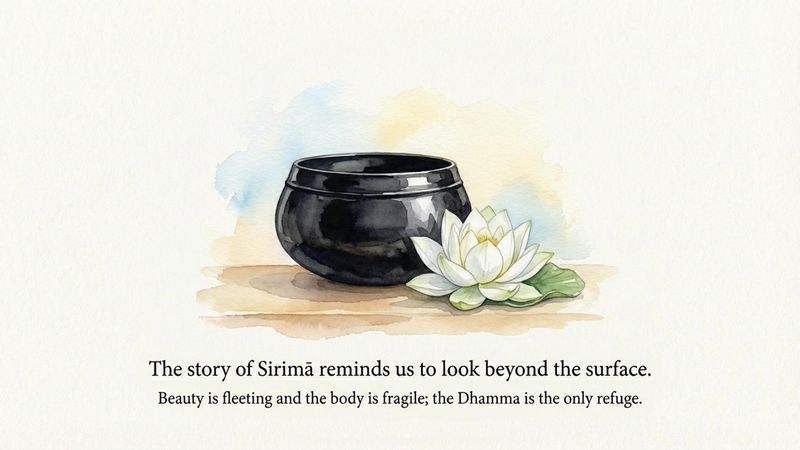 The story of Sirimā reminds us to look beyond the surface.
Beauty is fleeting and the body is fragile; the Dhamma is the only refuge.